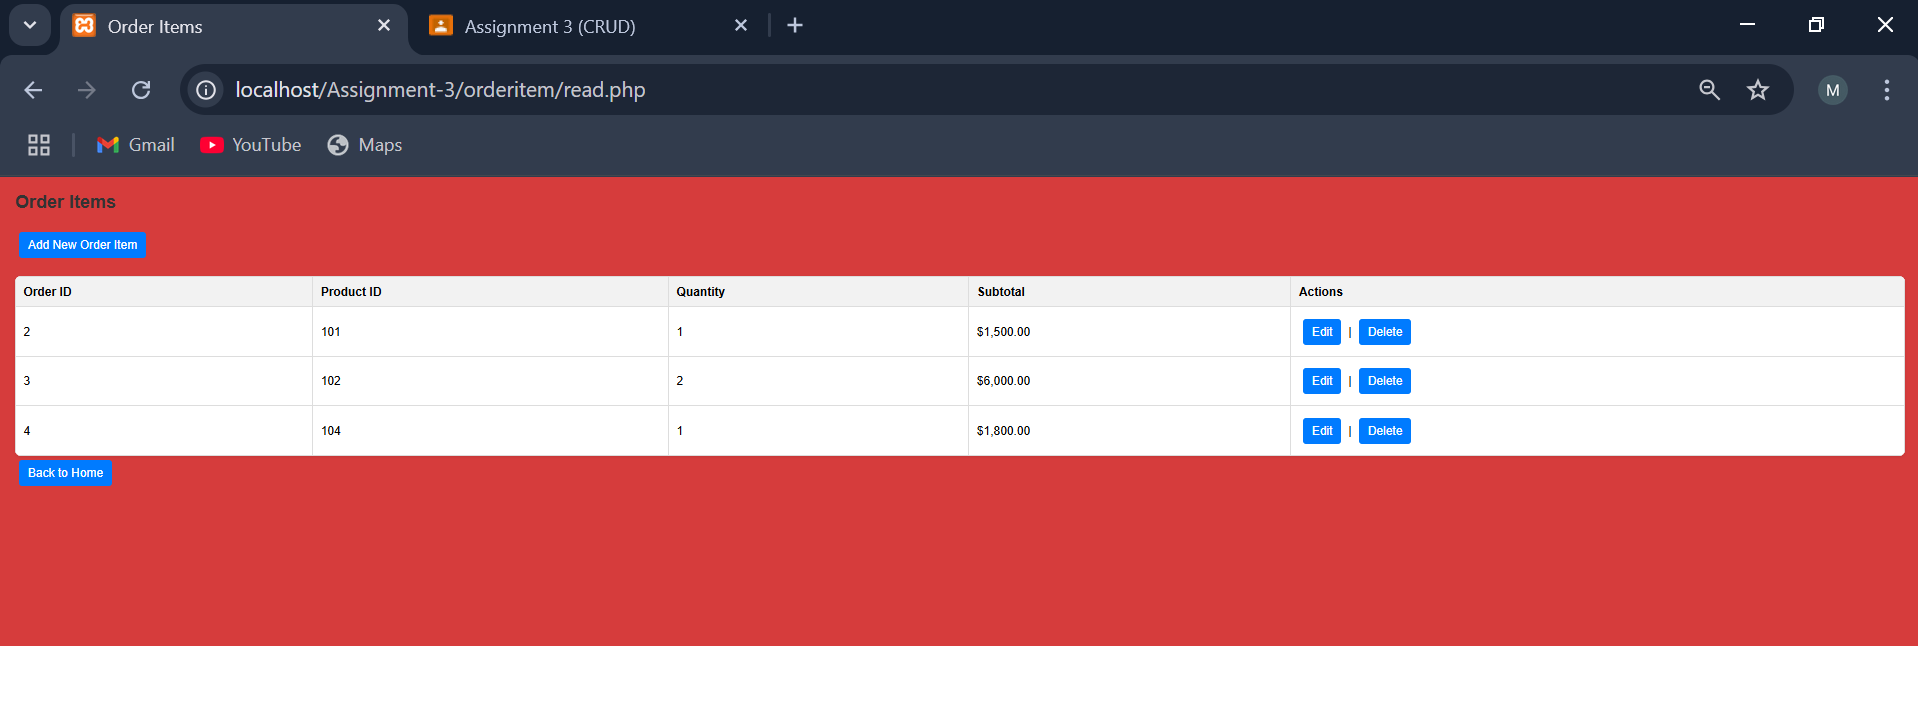 Order Items
Assignment 3 (CRUD)
localhost/Assignment-3/orderitem/read.php
M
Gmail
YouTube
Maps
Order Items
Add New Order Item
Order ID Product ID Quantity Subtotal Actions
2 101 1 $1,500.00 Edit | Delete
3 102 2 $6,000.00 Edit | Delete
4 104 1 $1,800.00 Edit | Delete
Back to Home